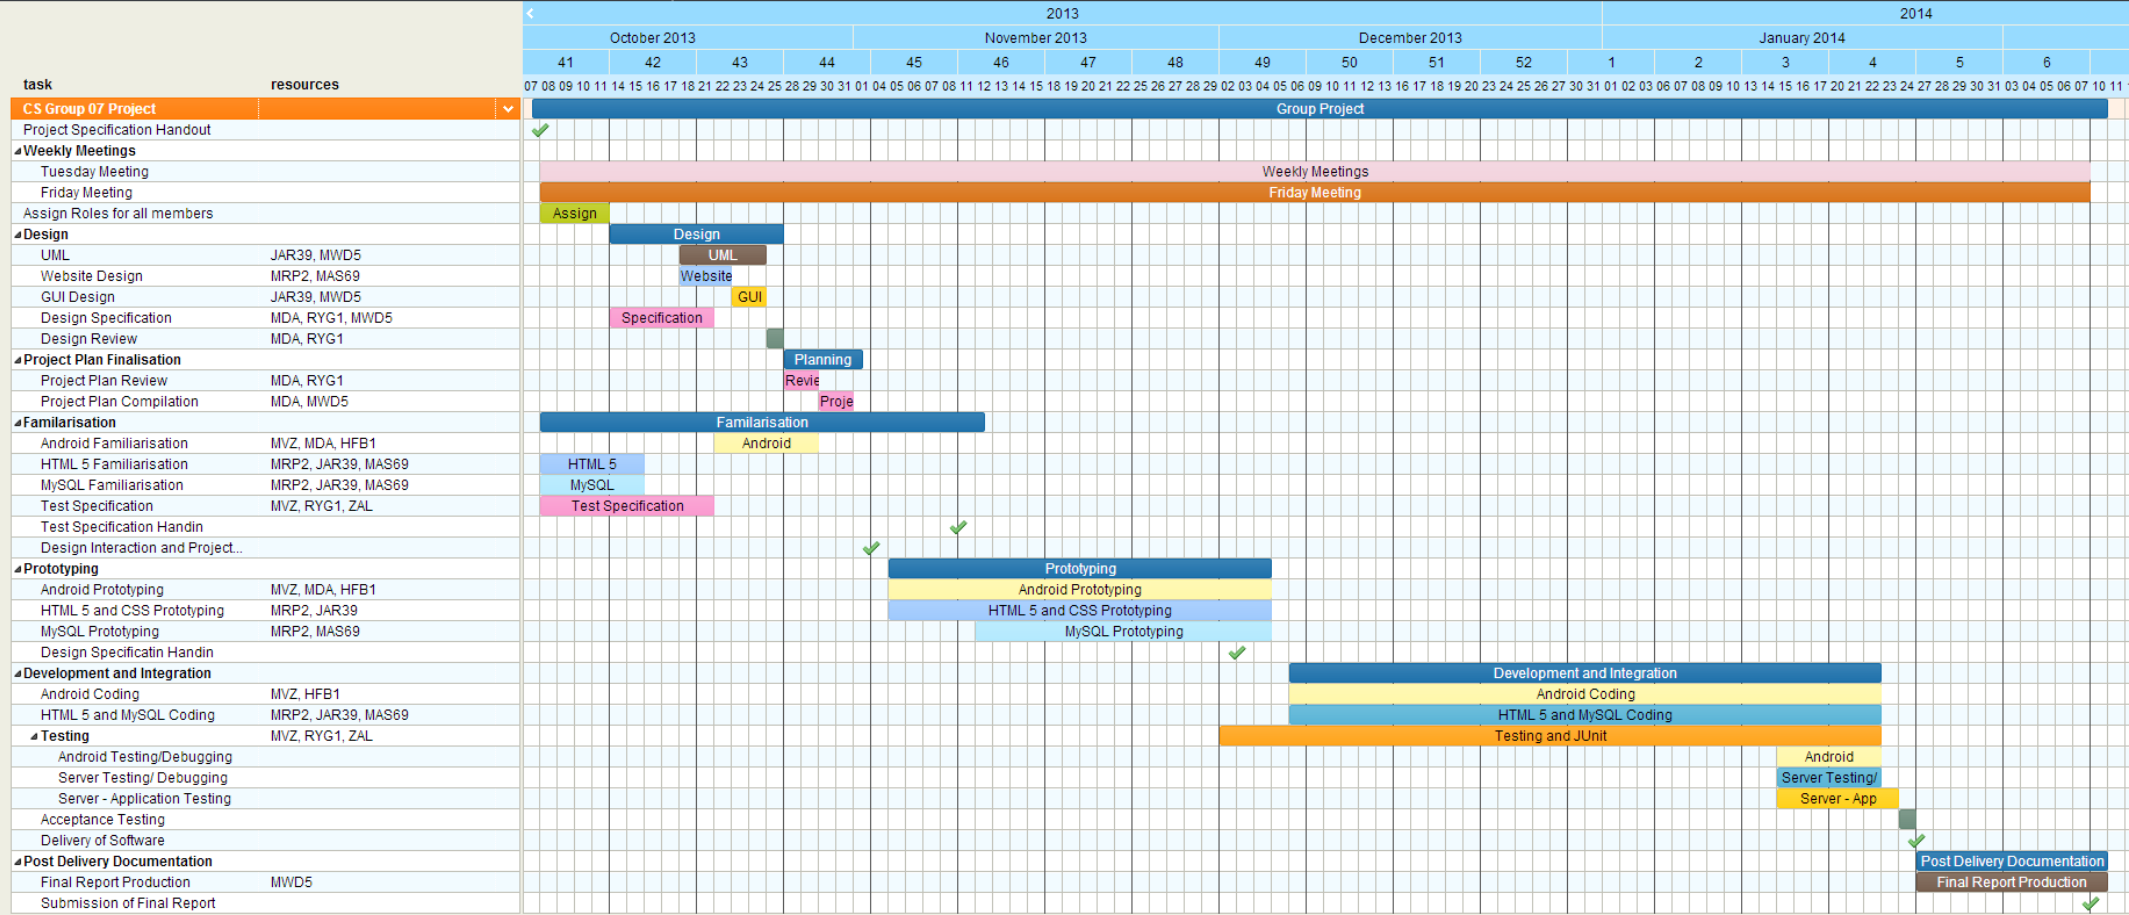 2013 2014
October 2013 November 2013 December 2013 January 2014
41 42 43 44 45 46 47 48 49 50 51 52 1 2 3 4 5 6
task resources 07 08 09 10 11 14 15 16 17 18 21 22 23 24 25 28 29 30 31 01 04 05 06 07 08 11 12 13 14 15 18 19 20 21 22 25 26 27 28 29 02 03 04 05 06 09 10 11 12 13 16 17 18 19 20 23 24 25 26 27 30 31 01 02 03 06 07 08 09 10 13 14 15 16 17 20 21 22 23 24 27 28 29 30 31 03 04 05 06 07 10 11
CS Group 07 Project Group Project
Project Specification Handout
Weekly Meetings
Tuesday Meeting Weekly Meetings
Friday Meeting Friday Meeting
Assign Roles for all members Assign
Design Design
UML JAR39, MWD5 UML
Website Design MRP2, MAS69 Website
GUI Design JAR39, MWD5 GUI
Design Specification MDA, RYG1, MWD5 Specification
Design Review MDA, RYG1
Project Plan Finalisation Planning
Project Plan Review MDA, RYG1 Revie
Project Plan Compilation MDA, MWD5 Proje
Familarisation Familarisation
Android Familiarisation MVZ, MDA, HFB1 Android
HTML 5 Familiarisation MRP2, JAR39, MAS69 HTML 5
MySQL Familiarisation MRP2, JAR39, MAS69 MySQL
Test Specification MVZ, RYG1, ZAL Test Specification
Test Specification Handin
Design Interaction and Project...
Prototyping Prototyping
Android Prototyping MVZ, MDA, HFB1 Android Prototyping
HTML 5 and CSS Prototyping MRP2, JAR39 HTML 5 and CSS Prototyping
MySQL Prototyping MRP2, MAS69 MySQL Prototyping
Design Specificatin Handin
Development and Integration Development and Integration
Android Coding MVZ, HFB1 Android Coding
HTML 5 and MySQL Coding MRP2, JAR39, MAS69 HTML 5 and MySQL Coding
Testing MVZ, RYG1, ZAL Testing and JUnit
Android Testing/Debugging Android
Server Testing/ Debugging Server Testing/
Server - Application Testing Server - App
Acceptance Testing
Delivery of Software
Post Delivery Documentation Post Delivery Documentation
Final Report Production MWD5 Final Report Production
Submission of Final Report